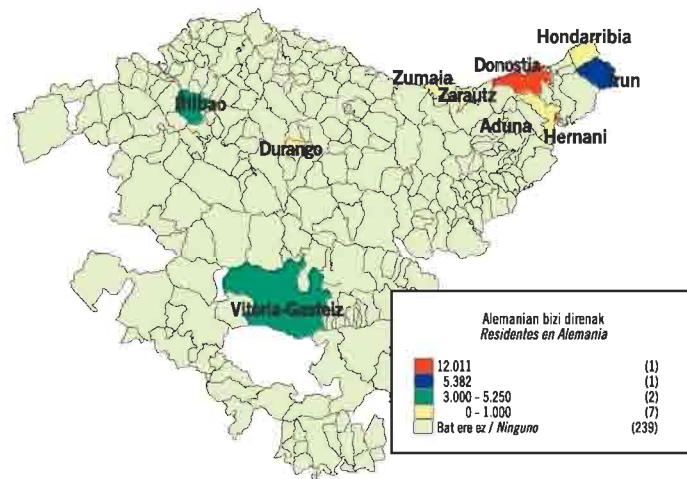 Hondarribia
Donostia
Zumaia
Irun
Zarautz
Bilbao
Aduna
Hernani
Durango
Vitoria-Gasteiz
Alemanian bizi direnak
Residentes en Alemania
12.011 (1)
5.382 (1)
3.000 – 5.250 (2)
0 – 1.000 (7)
Bat ere ez / Ninguno (239)